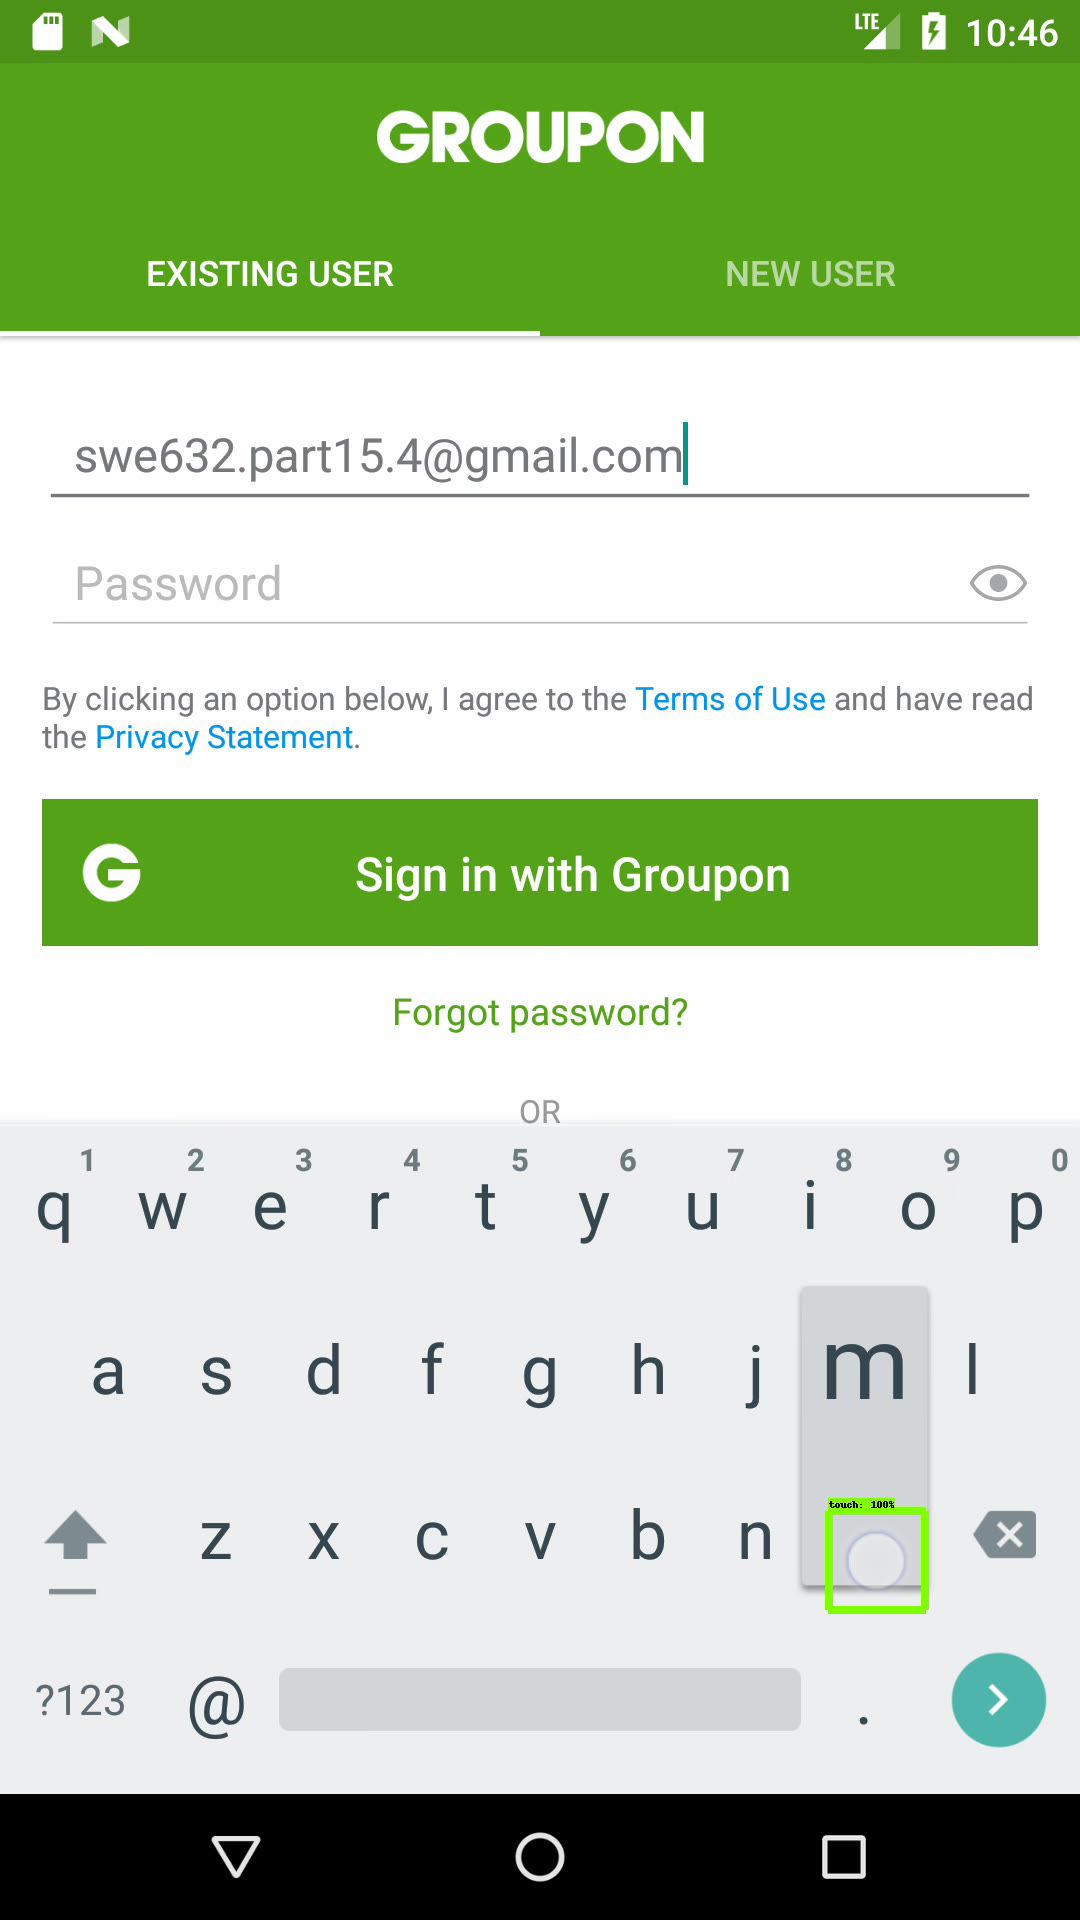 LTE 10:46
GROUPON
EXISTING USER NEW USER
swe632.part15.4@gmail.com
Password
By clicking an option below, I agree to the Terms of Use and have read
the Privacy Statement.
G Sign in with Groupon
Forgot password?
OR
1 2 3 4 5 6 7 8 9 0
q w e r t y u i o p
a s d f g h j m l
touch: 100%
z x c v b n
?123 @ .